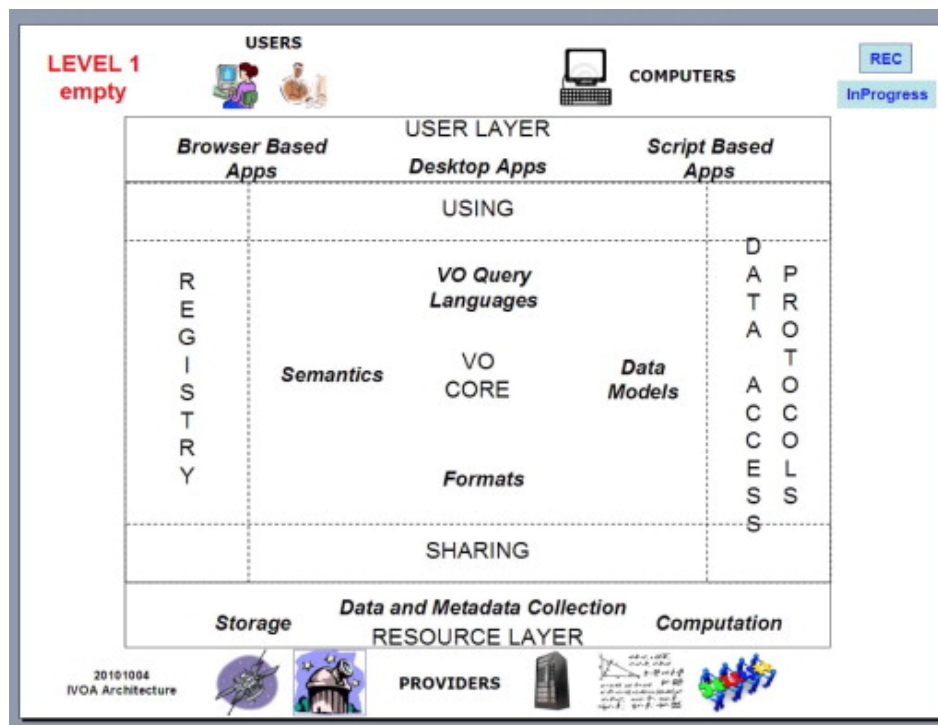 LEVEL 1
empty
USERS
COMPUTERS
REC
InProgress
USER LAYER
Browser Based
Apps
Desktop Apps
Script Based
Apps
USING
REGISTRY
VO Query
Languages
Semantics
VO
CORE
Data
Models
Formats
DATA ACCESS
PROTOCOLS
SHARING
Storage
Data and Metadata Collection
Computation
RESOURCE LAYER
20101004
IVOA Architecture
PROVIDERS